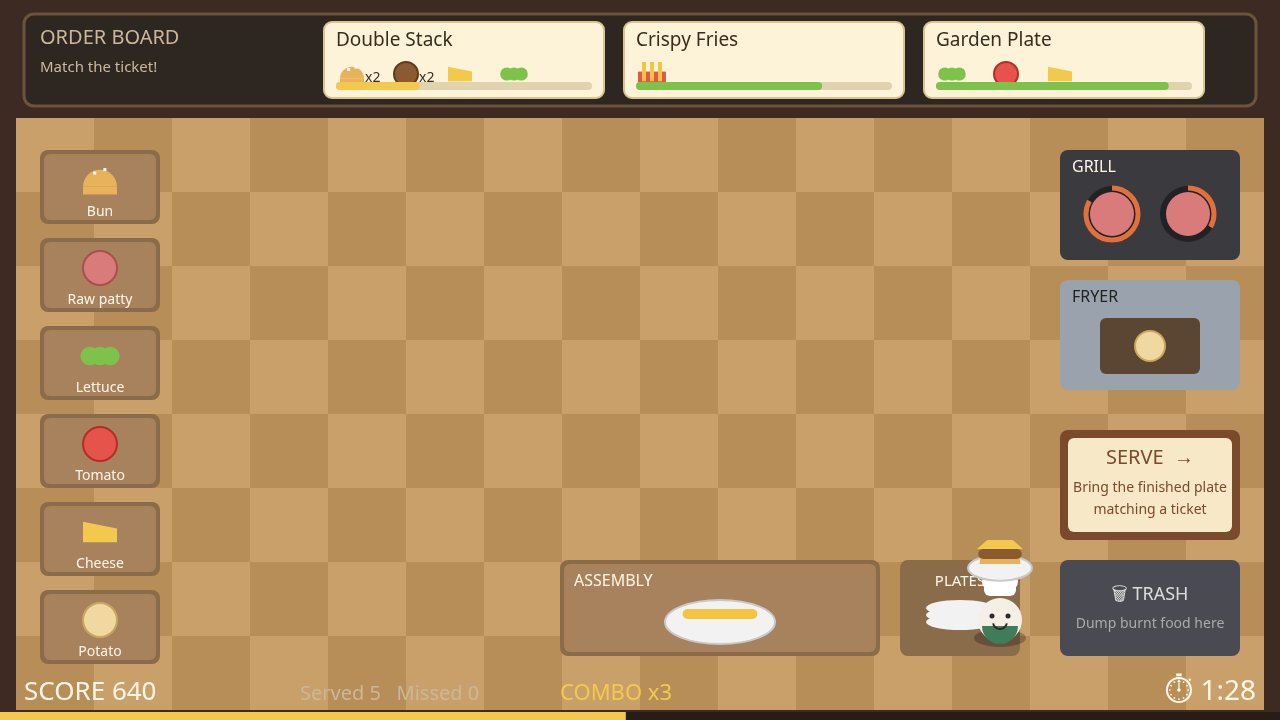 ORDER BOARD
Match the ticket!
Double Stack
x2 x2
Crispy Fries
Garden Plate
Bun
Raw patty
Lettuce
Tomato
Cheese
Potato
GRILL
FRYER
SERVE →
Bring the finished plate
matching a ticket
ASSEMBLY
PLATES
TRASH
Dump burnt food here
SCORE 640
Served 5 Missed 0
COMBO x3
1:28